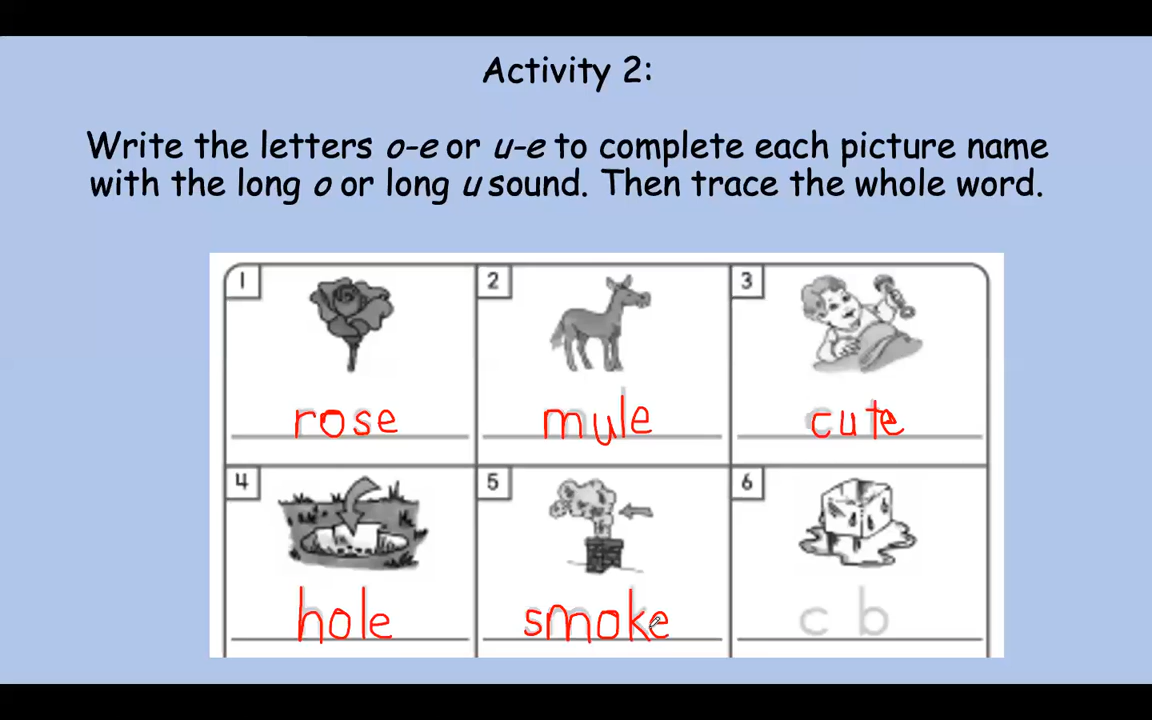 Activity 2:
Write the letters o-e or u-e to complete each picture name
with the long o or long u sound. Then trace the whole word.
1 2 3
rose mule cute
4 5 6
hole smoke c b